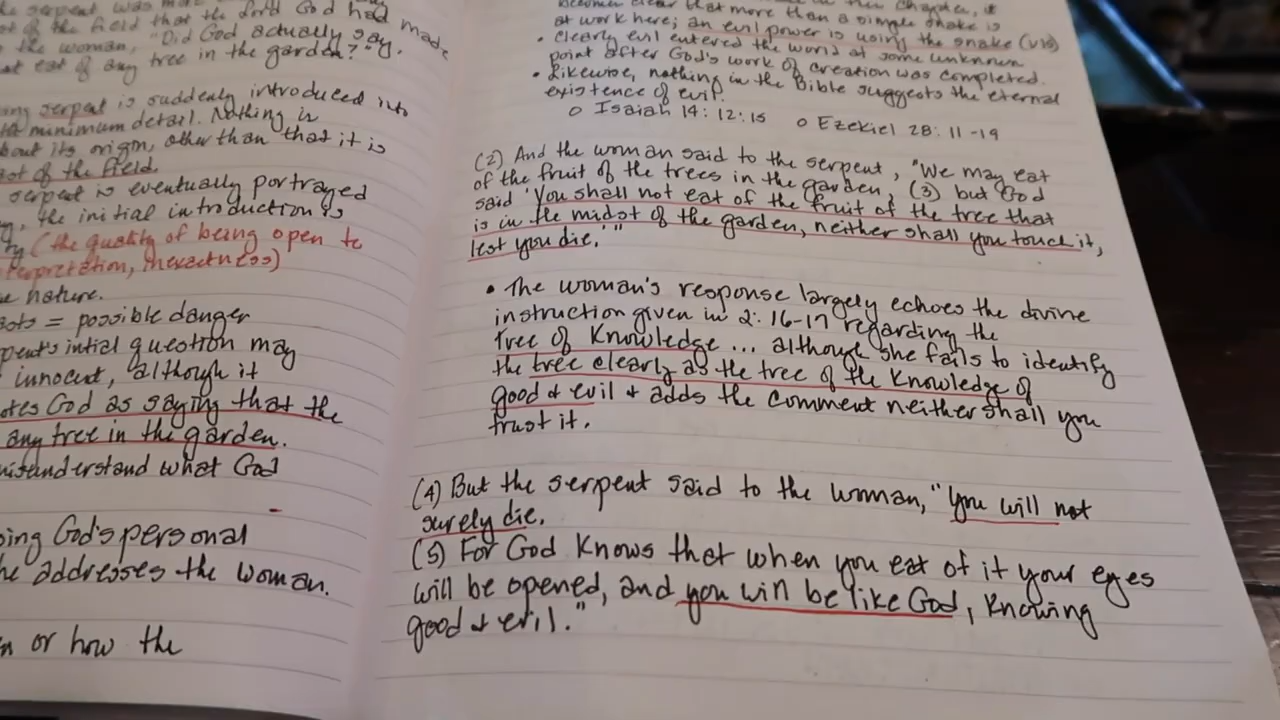 the serpent was
of the field that the Lord God had made
the woman, "Did God actually say,
eat of any tree in the garden?"
serpent is suddenly introduced into
minimum detail. Nothing is
about its origin, other than that it is
of the field.
serpent is eventually portrayed
the initial introduction is
(the quality of being open to
interpretation, inexactness)
nature.
= possible danger
intial question may
innocent, although it
God as saying that the
any tree in the garden.
misunderstand what God
God's personal
he addresses the woman.
or how the
become clear that more than a simple snake is
at work here; an evil power is using the snake (v15)
• Clearly evil entered the world at some unknown
point after God's work of creation was completed.
• Likewise, nothing in the Bible suggests the eternal
existence of evil.
o Isaiah 14:12:15 o Ezekiel 28:11-19
(2) And the woman said to the serpent, "We may eat
of the fruit of the trees in the garden, (3) but God
said 'You shall not eat of the fruit of the tree that
is in the midst of the garden, neither shall you touch it,
lest you die.'"
• The woman's response largely echoes the divine
instruction given in 2:16-17 regarding the
Tree of Knowledge... although she fails to identify
the tree clearly as the tree of the Knowledge of
good & evil & adds the comment neither shall you
trust it.
(4) But the serpent said to the woman, "You will not
surely die.
(5) For God knows that when you eat of it your eyes
will be opened, and you will be like God, Knowing
good & evil."